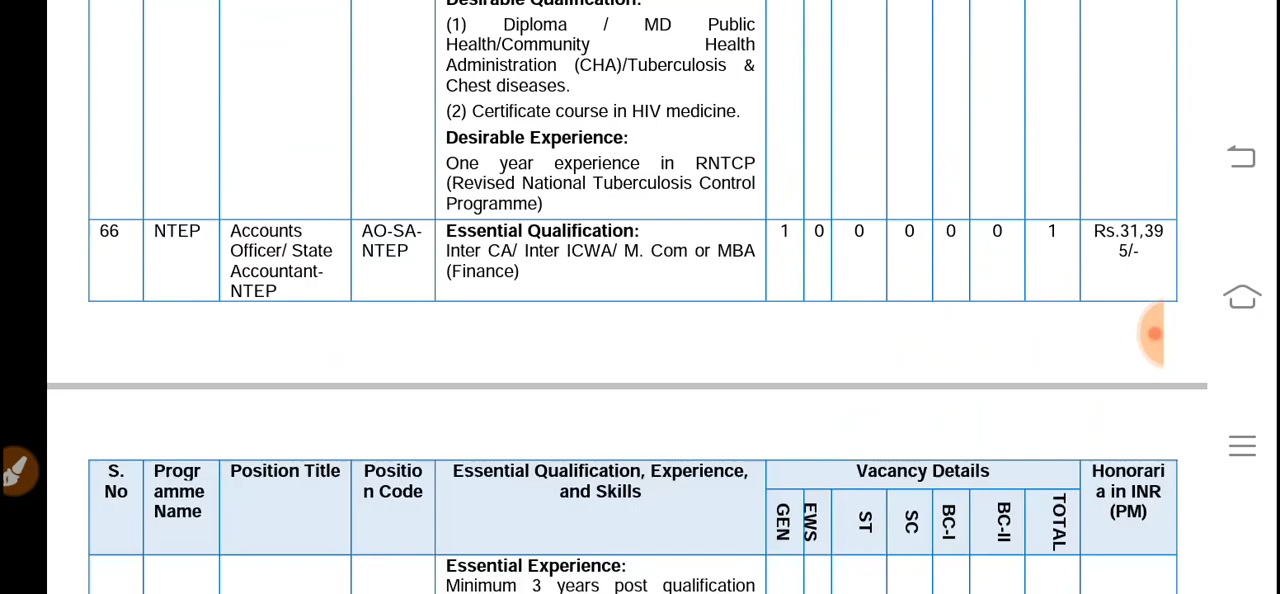 Desirable Qualification:
(1) Diploma / MD Public
Health/Community Health
Administration (CHA)/Tuberculosis &
Chest diseases.
(2) Certificate course in HIV medicine.
Desirable Experience:
One year experience in RNTCP
(Revised National Tuberculosis Control
Programme)
66 NTEP Accounts AO-SA- Essential Qualification: 1 0 0 0 0 0 1 Rs.31,39
Officer/ State NTEP Inter CA/ Inter ICWA/ M. Com or MBA 5/-
Accountant- (Finance)
NTEP
S. Progr Position Title Positio Essential Qualification, Experience, Vacancy Details Honorari
No amme n Code and Skills a in INR
Name GEN EWS ST SC BC-I BC-II TOTAL (PM)
Essential Experience:
Minimum 3 years post qualification